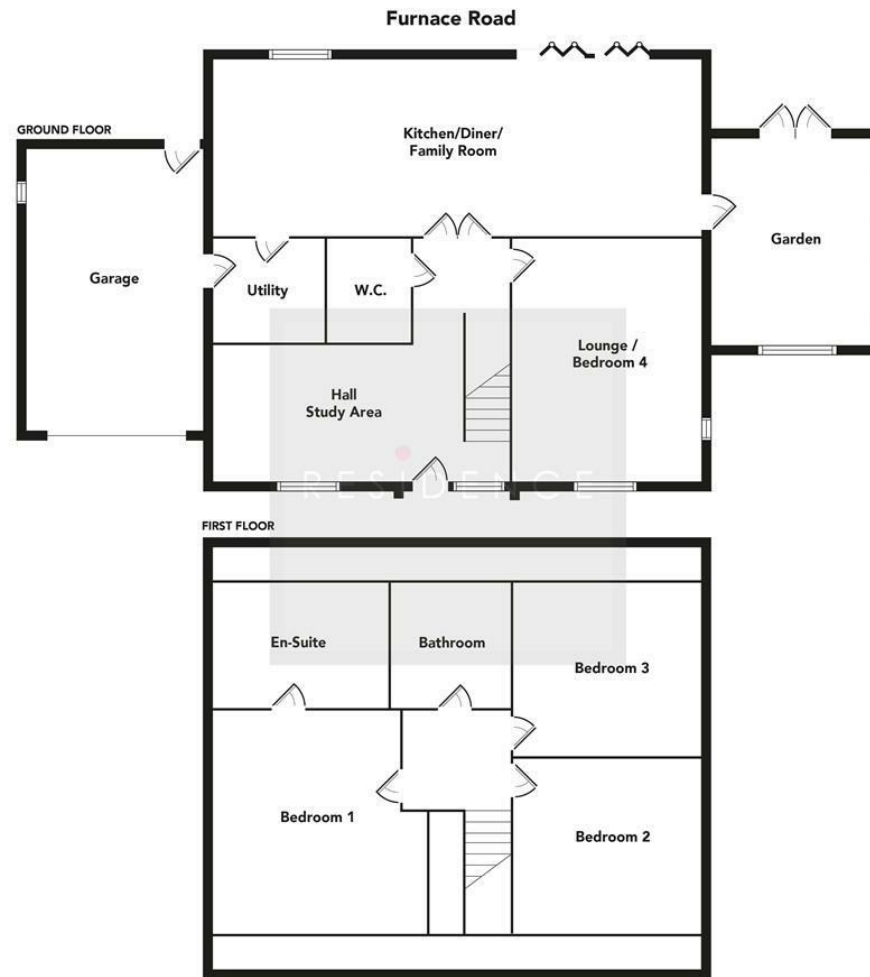 Furnace Road
GROUND FLOOR
Kitchen/Diner/
Family Room
Garage
Utility
W.C.
Garden
Lounge /
Bedroom 4
Hall
Study Area
RESIDENCE
FIRST FLOOR
En-Suite
Bathroom
Bedroom 3
Bedroom 1
Bedroom 2